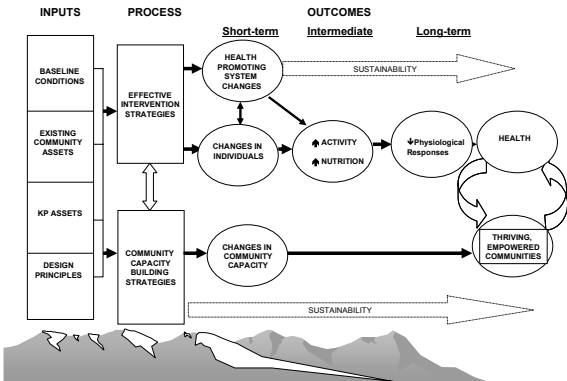 INPUTS
PROCESS
OUTCOMES
Short-term
Intermediate
Long-term
BASELINE
CONDITIONS
EXISTING
COMMUNITY
ASSETS
KP ASSETS
DESIGN
PRINCIPLES
EFFECTIVE
INTERVENTION
STRATEGIES
COMMUNITY
CAPACITY
BUILDING
STRATEGIES
HEALTH
PROMOTING
SYSTEM
CHANGES
SUSTAINABILITY
CHANGES IN
INDIVIDUALS
ACTIVITY
NUTRITION
Physiological
Responses
HEALTH
CHANGES IN
COMMUNITY
CAPACITY
THRIVING,
EMPOWERED
COMMUNITIES
SUSTAINABILITY